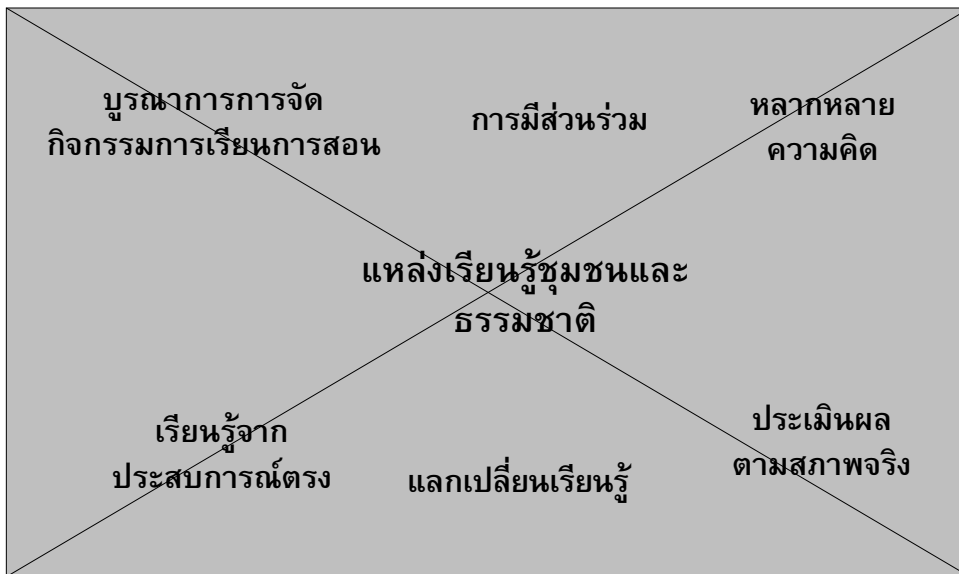 บูรณาการการจัด
กิจกรรมการเรียนการสอน
การมีส่วนร่วม
หลากหลาย
ความคิด
แหล่งเรียนรู้ชุมชนและ
ธรรมชาติ
เรียนรู้จาก
ประสบการณ์ตรง
แลกเปลี่ยนเรียนรู้
ประเมินผล
ตามสภาพจริง